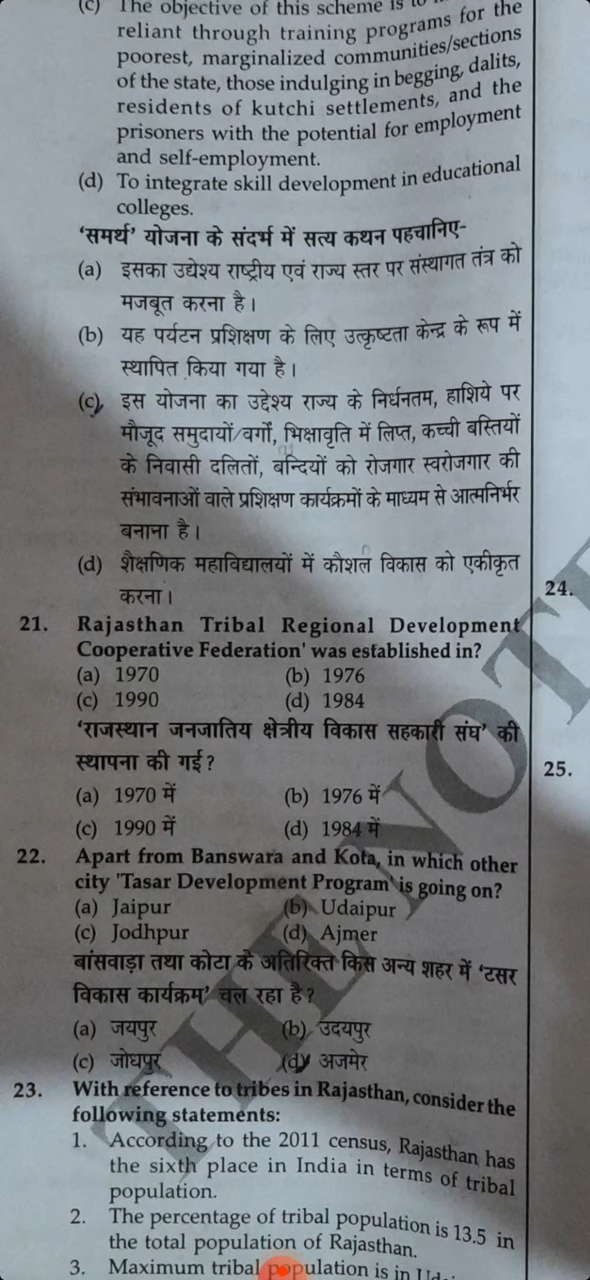 (c) The objective of this scheme is to
reliant through training programs for the
poorest, marginalized communities/sections
of the state, those indulging in begging, dalits,
residents of kutchi settlements, and the
prisoners with the potential for employment
and self-employment.
(d) To integrate skill development in educational
colleges.
‘समर्थ’ योजना के संदर्भ में सत्य कथन पहचानिए-
(a) इसका उद्येश्य राष्ट्रीय एवं राज्य स्तर पर संस्थागत तंत्र को
मजबूत करना है।
(b) यह पर्यटन प्रशिक्षण के लिए उत्कृष्टता केन्द्र के रूप में
स्थापित किया गया है।
(c) इस योजना का उद्देश्य राज्य के निर्धनतम, हाशिये पर
मौजूद समुदायों/वर्गों, भिक्षावृति में लिप्त, कच्ची बस्तियों
के निवासी दलितों, बन्दियों को रोजगार स्वरोजगार की
संभावनाओं वाले प्रशिक्षण कार्यक्रमों के माध्यम से आत्मनिर्भर
बनाना है।
(d) शैक्षणिक महाविद्यालयों में कौशल विकास को एकीकृत
करना।
21. Rajasthan Tribal Regional Development
Cooperative Federation' was established in?
(a) 1970 (b) 1976
(c) 1990 (d) 1984
‘राजस्थान जनजातिय क्षेत्रीय विकास सहकारी संघ’ की
स्थापना की गई?
(a) 1970 में (b) 1976 में
(c) 1990 में (d) 1984 में
22. Apart from Banswara and Kota, in which other
city 'Tasar Development Program' is going on?
(a) Jaipur (b) Udaipur
(c) Jodhpur (d) Ajmer
बांसवाड़ा तथा कोटा के अतिरिक्त किस अन्य शहर में ‘टसर
विकास कार्यक्रम’ चल रहा है?
(a) जयपुर (b) उदयपुर
(c) जोधपुर (d) अजमेर
23. With reference to tribes in Rajasthan, consider the
following statements:
1. According to the 2011 census, Rajasthan has
the sixth place in India in terms of tribal
population.
2. The percentage of tribal population is 13.5 in
the total population of Rajasthan.
3. Maximum tribal population is in
24.
25.
THE NOTE